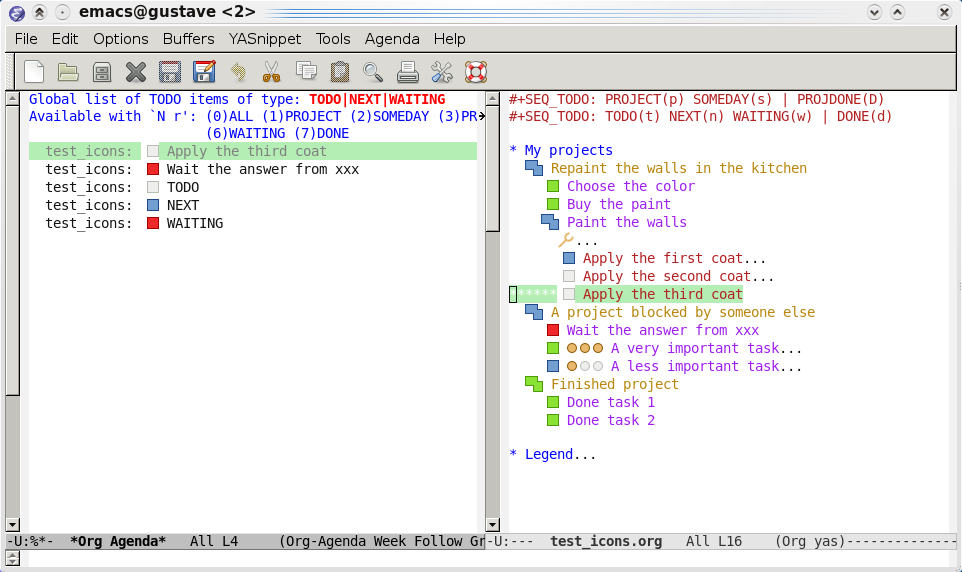 emacs@gustave <2>
File Edit Options Buffers YASnippet Tools Agenda Help
Global list of TODO items of type: TODO|NEXT|WAITING
Available with `N r': (0)ALL (1)PROJECT (2)SOMEDAY (3)PR
(6)WAITING (7)DONE
test_icons: Apply the third coat
test_icons: Wait the answer from xxx
test_icons: TODO
test_icons: NEXT
test_icons: WAITING
-U:%*- *Org Agenda* All L4 (Org-Agenda Week Follow Gr
#+SEQ_TODO: PROJECT(p) SOMEDAY(s) | PROJDONE(D)
#+SEQ_TODO: TODO(t) NEXT(n) WAITING(w) | DONE(d)
* My projects
Repaint the walls in the kitchen
Choose the color
Buy the paint
Paint the walls
...
Apply the first coat...
Apply the second coat...
****** Apply the third coat
A project blocked by someone else
Wait the answer from xxx
A very important task...
A less important task...
Finished project
Done task 1
Done task 2
* Legend...
-U:--- test_icons.org All L16 (Org yas)--------------